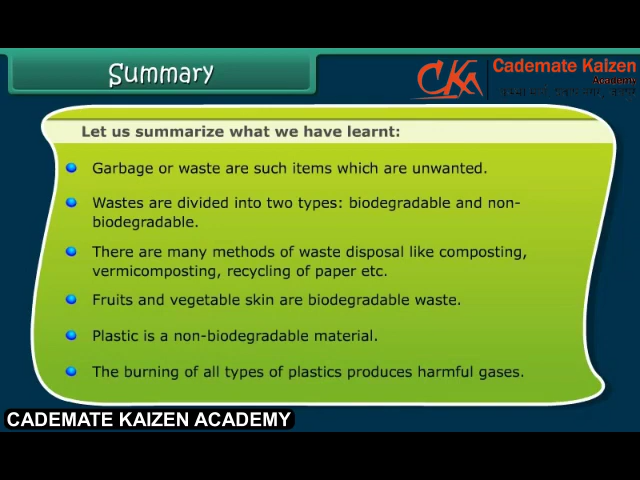 Summary
CKA
Cademate Kaizen
Academy
Let us summarize what we have learnt:
Garbage or waste are such items which are unwanted.
Wastes are divided into two types: biodegradable and non-
biodegradable.
There are many methods of waste disposal like composting,
vermicomposting, recycling of paper etc.
Fruits and vegetable skin are biodegradable waste.
Plastic is a non-biodegradable material.
The burning of all types of plastics produces harmful gases.
CADEMATE KAIZEN ACADEMY